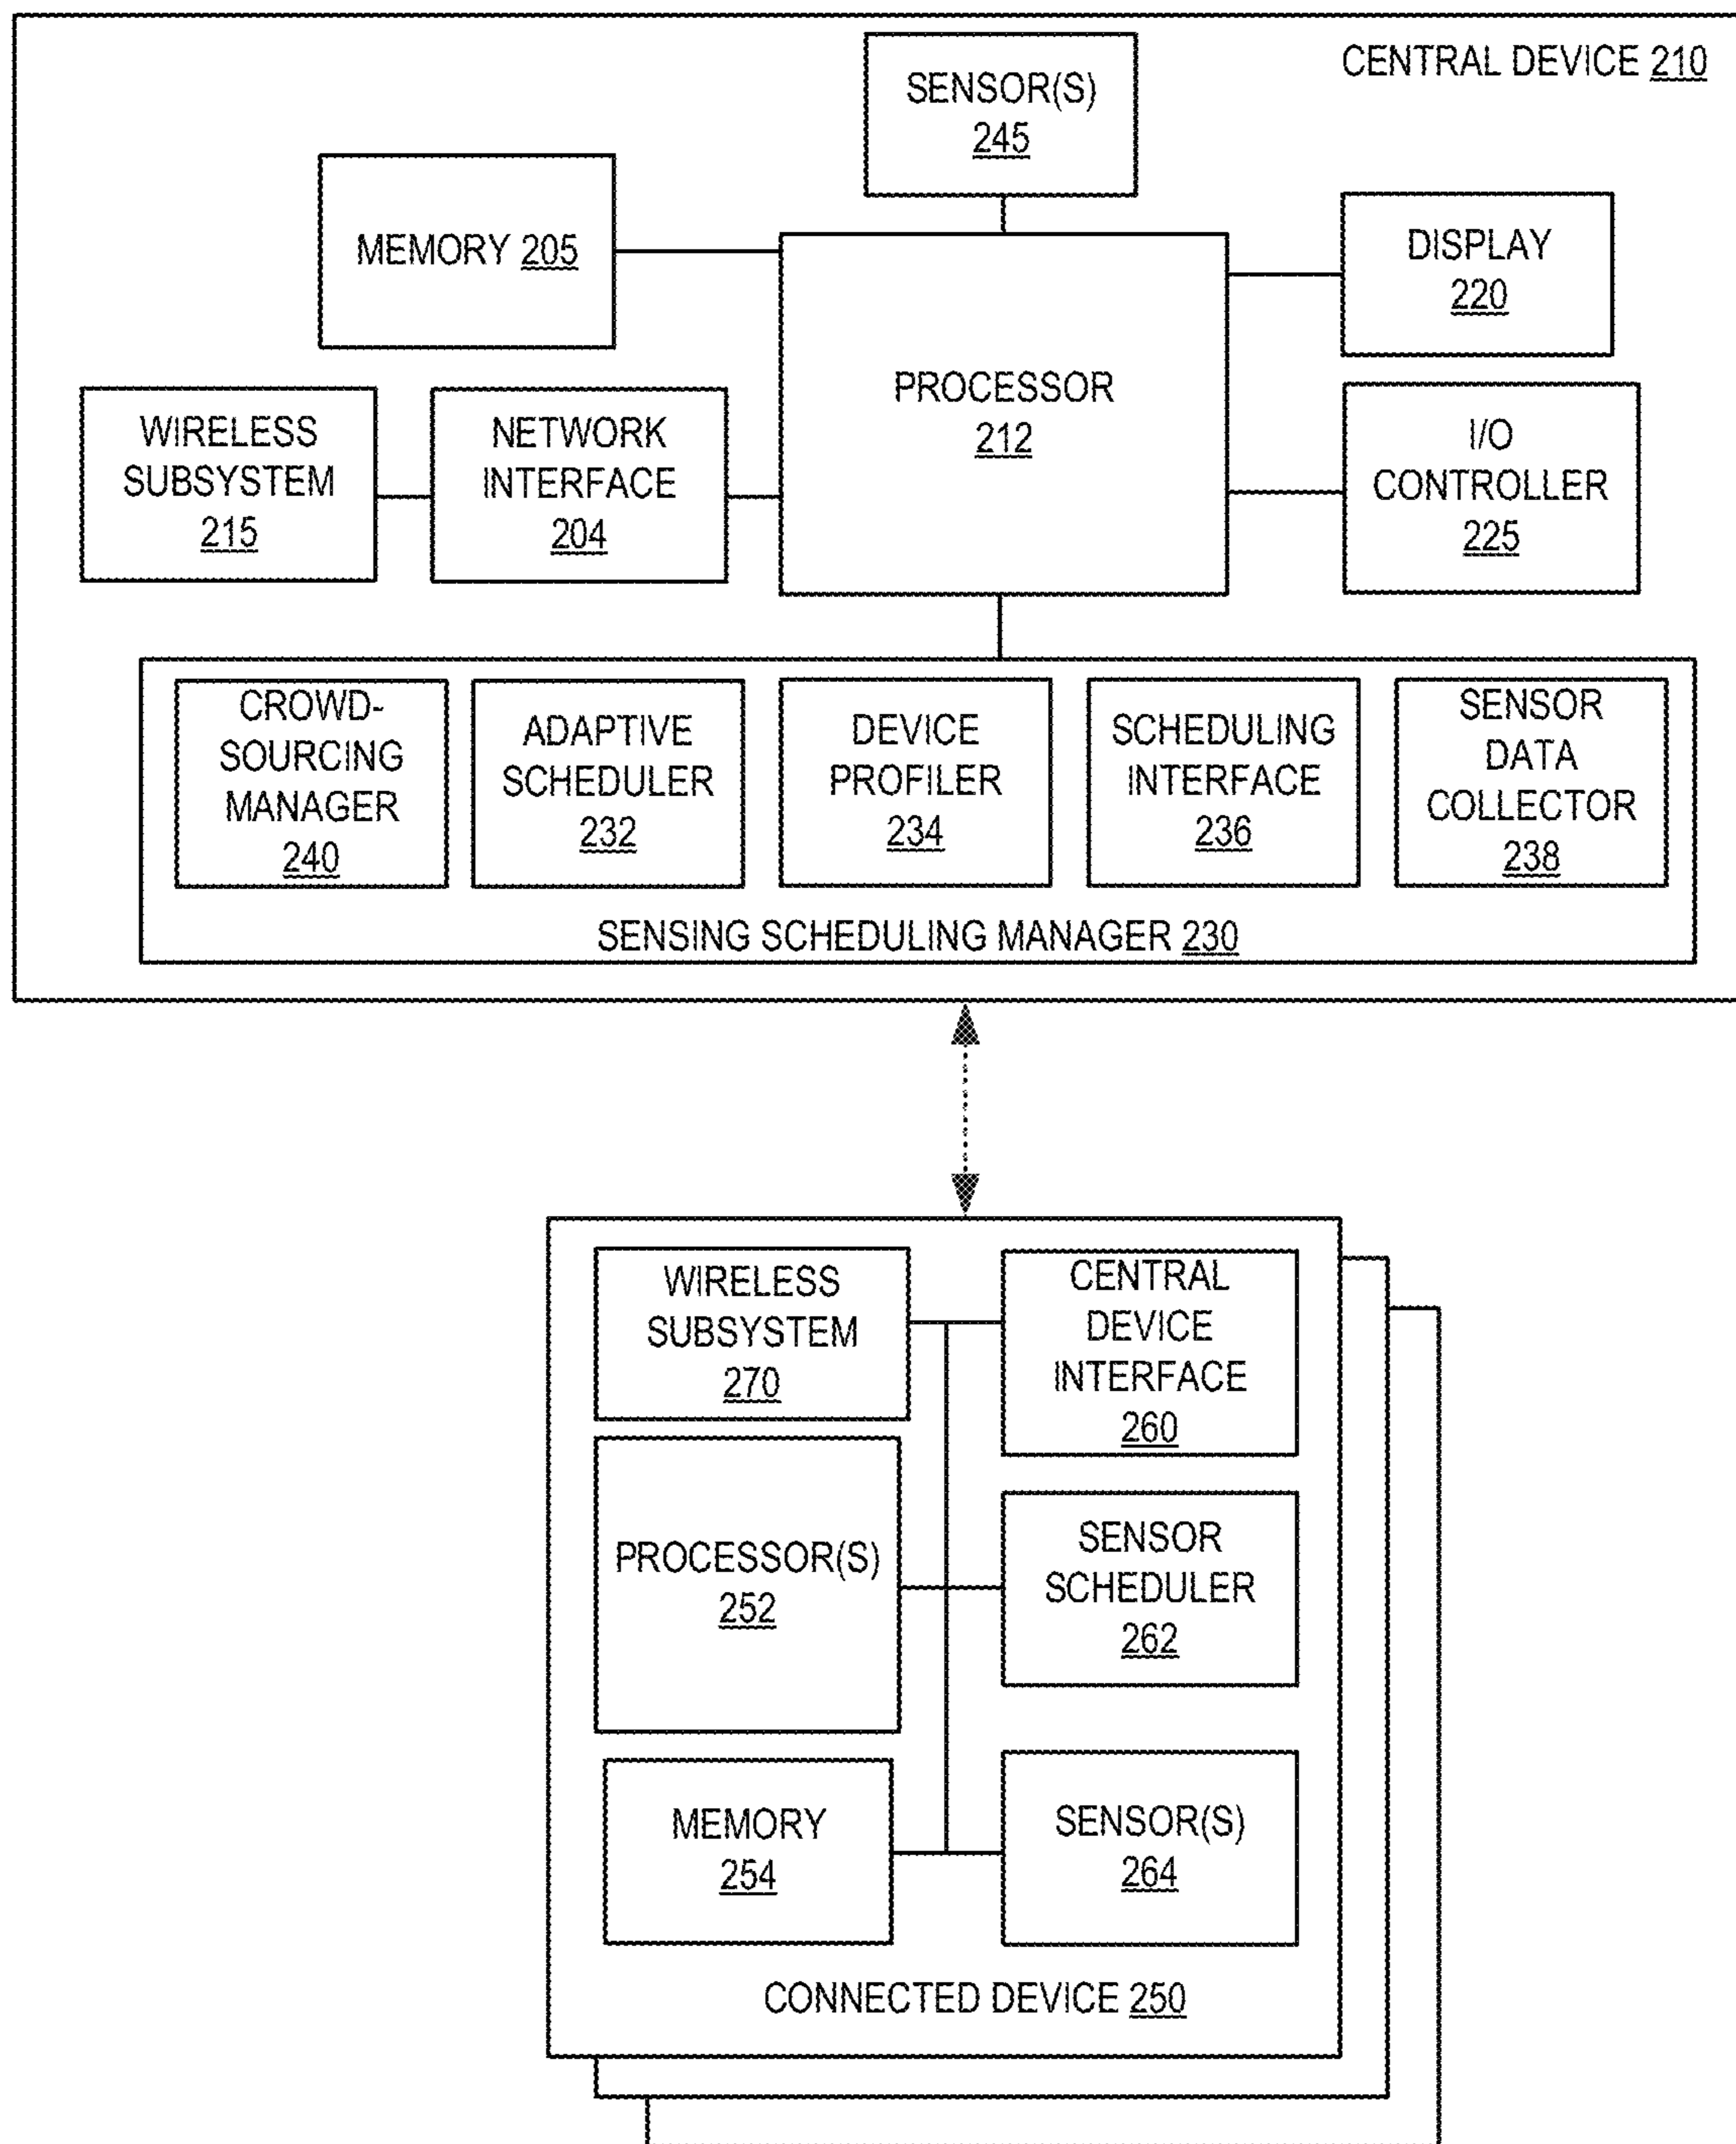 CENTRAL DEVICE 210
SENSOR(S)
245
MEMORY 205
DISPLAY
220
PROCESSOR
212
WIRELESS
SUBSYSTEM
215
NETWORK
INTERFACE
204
I/O
CONTROLLER
225
CROWD-
SOURCING
MANAGER
240
ADAPTIVE
SCHEDULER
232
DEVICE
PROFILER
234
SCHEDULING
INTERFACE
236
SENSOR
DATA
COLLECTOR
238
SENSING SCHEDULING MANAGER 230
WIRELESS
SUBSYSTEM
270
CENTRAL
DEVICE
INTERFACE
260
PROCESSOR(S)
252
SENSOR
SCHEDULER
262
MEMORY
254
SENSOR(S)
264
CONNECTED DEVICE 250